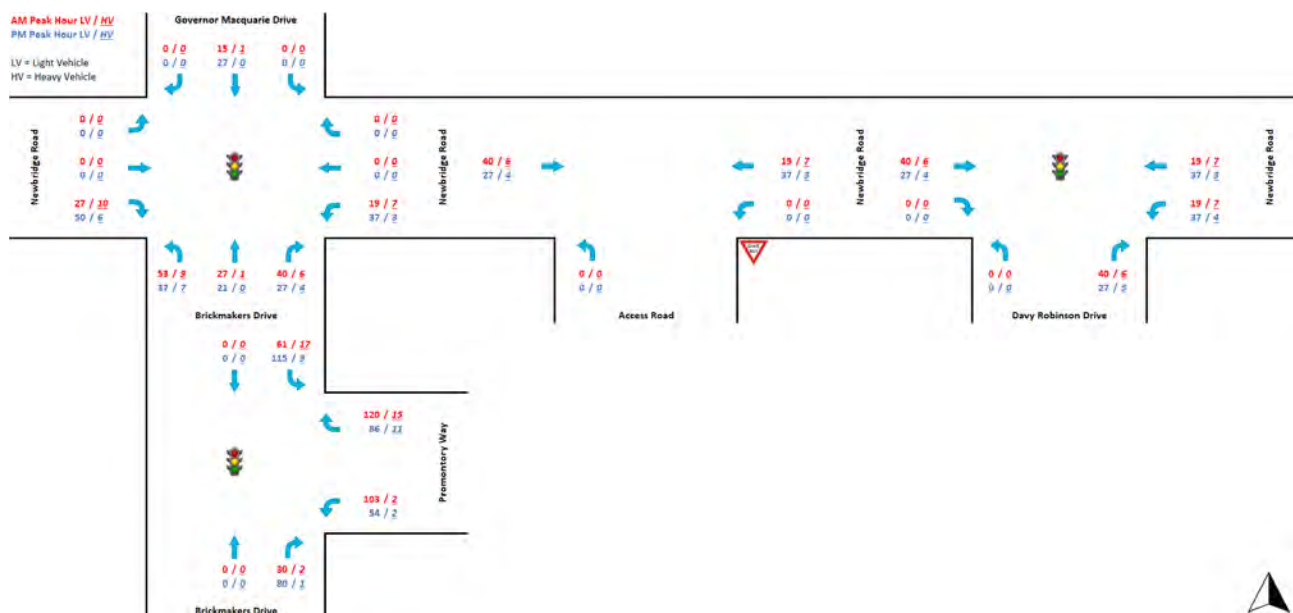 AM Peak Hour LV / HV
PM Peak Hour LV / HV
LV = Light Vehicle
HV = Heavy Vehicle
Governor Macquarie Drive
0 / 0
0 / 0
15 / 1
27 / 0
0 / 0
0 / 0
Newbridge Road
0 / 0
0 / 0
0 / 0
0 / 0
27 / 10
50 / 6
0 / 0
0 / 0
0 / 0
0 / 0
19 / 7
37 / 3
Newbridge Road
53 / 9
37 / 7
27 / 1
21 / 0
40 / 6
27 / 4
Brickmakers Drive
40 / 6
27 / 4
19 / 7
37 / 3
0 / 0
0 / 0
0 / 0
0 / 0
Access Road
Newbridge Road
40 / 6
27 / 4
0 / 0
0 / 0
19 / 7
37 / 3
19 / 7
37 / 4
Newbridge Road
0 / 0
0 / 0
40 / 6
27 / 5
Davy Robinson Drive
0 / 0
0 / 0
61 / 17
115 / 9
120 / 15
86 / 11
Promontory Way
103 / 2
54 / 2
0 / 0
0 / 0
30 / 2
80 / 1
Brickmakers Drive